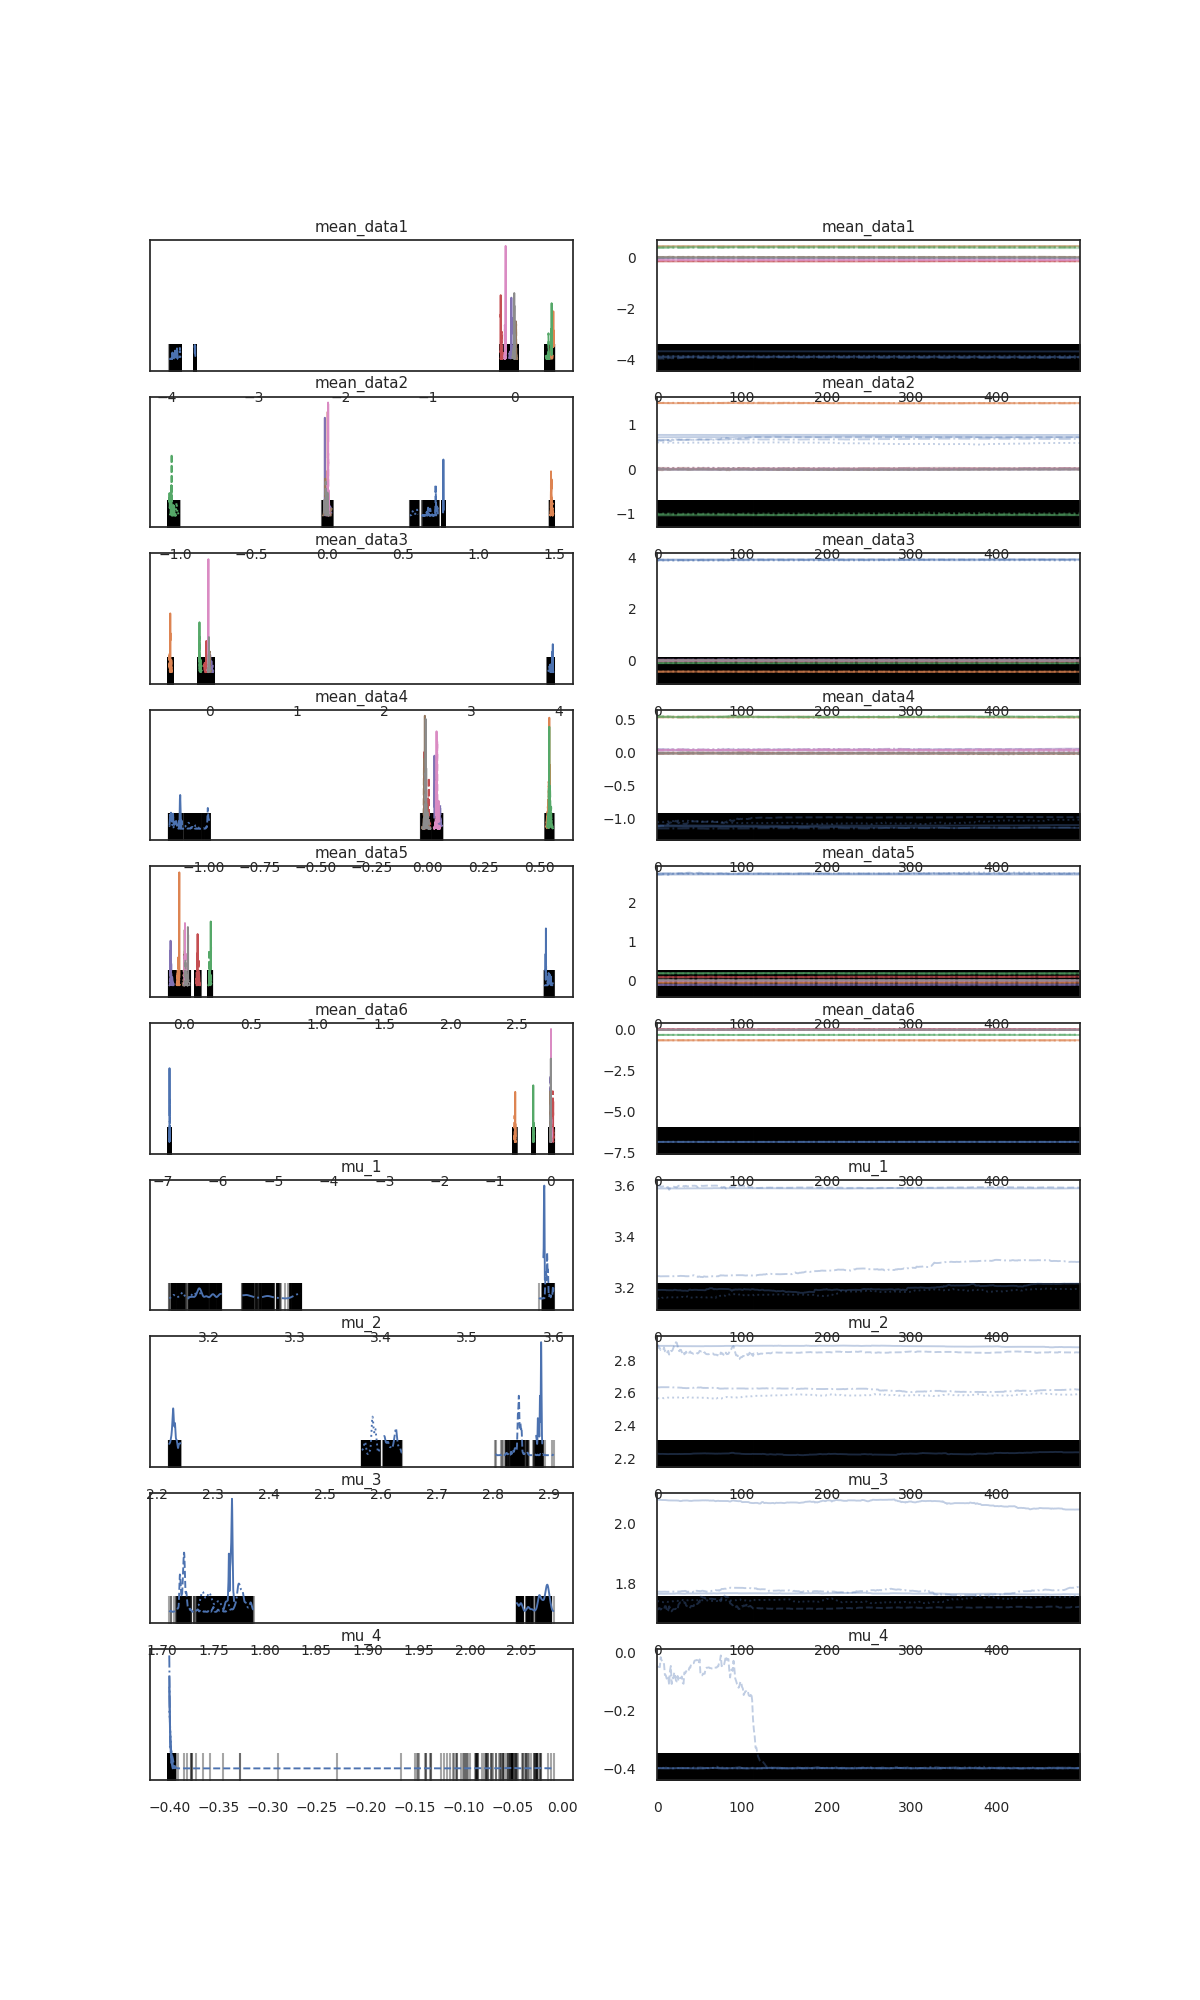 mean_data1 mean_data1
0
−2
−4
−4 −3 −2 −1 0
mean_data2 mean_data2
0 100 200 300 400
1
0
−1
−1.0 −0.5 0.0 0.5 1.0 1.5
mean_data3 mean_data3
0 100 200 300 400
4
2
0
0 1 2 3 4
mean_data4 mean_data4
0 100 200 300 400
0.5
0.0
−0.5
−1.0
−1.00 −0.75 −0.50 −0.25 0.00 0.25 0.50
mean_data5 mean_data5
0 100 200 300 400
2
1
0
0.0 0.5 1.0 1.5 2.0 2.5
mean_data6 mean_data6
0 100 200 300 400
0.0
−2.5
−5.0
−7.5
−7 −6 −5 −4 −3 −2 −1 0
mu_1 mu_1
0 100 200 300 400
3.6
3.4
3.2
3.2 3.3 3.4 3.5 3.6
mu_2 mu_2
0 100 200 300 400
2.8
2.6
2.4
2.2
2.2 2.3 2.4 2.5 2.6 2.7 2.8 2.9
mu_3 mu_3
0 100 200 300 400
2.0
1.8
1.70 1.75 1.80 1.85 1.90 1.95 2.00 2.05
mu_4 mu_4
0 100 200 300 400
0.0
−0.2
−0.4
−0.40 −0.35 −0.30 −0.25 −0.20 −0.15 −0.10 −0.05 0.00
0 100 200 300 400